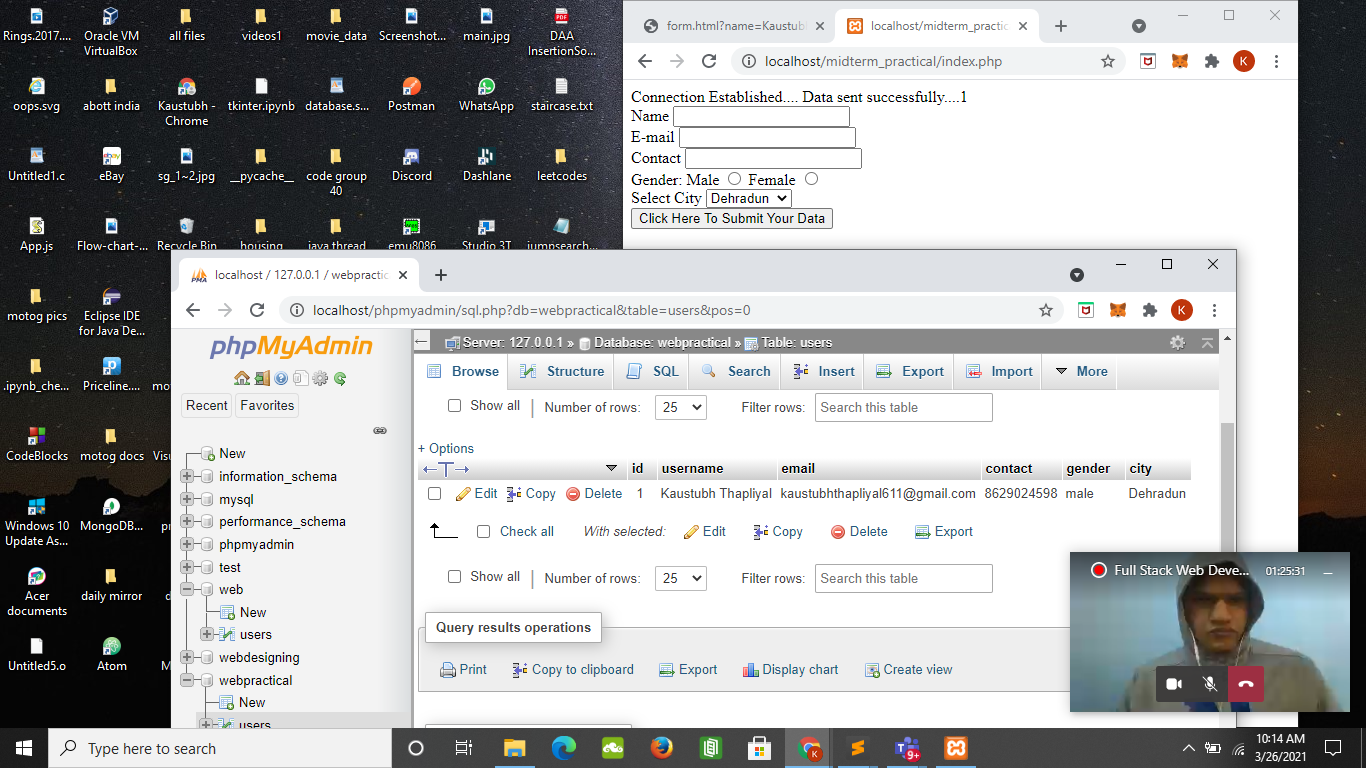 Rings.2017....
Oracle VM VirtualBox
all files
videos1
movie_data
Screenshot...
main.jpg
DAA InsertionSo...
oops.svg
abott india
Kaustubh - Chrome
tkinter.ipynb
database.s...
Postman
WhatsApp
staircase.txt
Untitled1.c
eBay
sg_1~2.jpg
__pycache__
code group 40
Discord
Dashlane
leetcodes
App.js
Flow-chart-...
Recycle Bin
housing
java thread
emu8086
Studio 3T
jumpsearch...
motog pics
Eclipse IDE for Java De...
.ipynb_che...
Priceline....
CodeBlocks
motog docs
Windows 10 Update As...
MongoDB...
Acer documents
daily mirror
Untitled5.o
Atom
form.html?name=Kaustub
localhost/midterm_practic
localhost/midterm_practical/index.php
K
Connection Established.... Data sent successfully....1
Name
E-mail
Contact
Gender: Male Female
Select City Dehradun
Click Here To Submit Your Data
PMA
localhost / 127.0.0.1 / webpractic
localhost/phpmyadmin/sql.php?db=webpractical&table=users&pos=0
K
phpMyAdmin
Recent Favorites
New
information_schema
mysql
performance_schema
phpmyadmin
test
web
New
users
webdesigning
webpractical
New
users
Server: 127.0.0.1 » Database: webpractical » Table: users
Browse Structure SQL Search Insert Export Import More
Show all Number of rows: 25 Filter rows: Search this table
+ Options
←T→ id username email contact gender city
Edit Copy Delete 1 Kaustubh Thapliyal kaustubhthapliyal611@gmail.com 8629024598 male Dehradun
Check all With selected: Edit Copy Delete Export
Show all Number of rows: 25 Filter rows: Search this table
Query results operations
Print Copy to clipboard Export Display chart Create view
Full Stack Web Deve... 01:25:31
Type here to search
K
9+
10:14 AM
3/26/2021